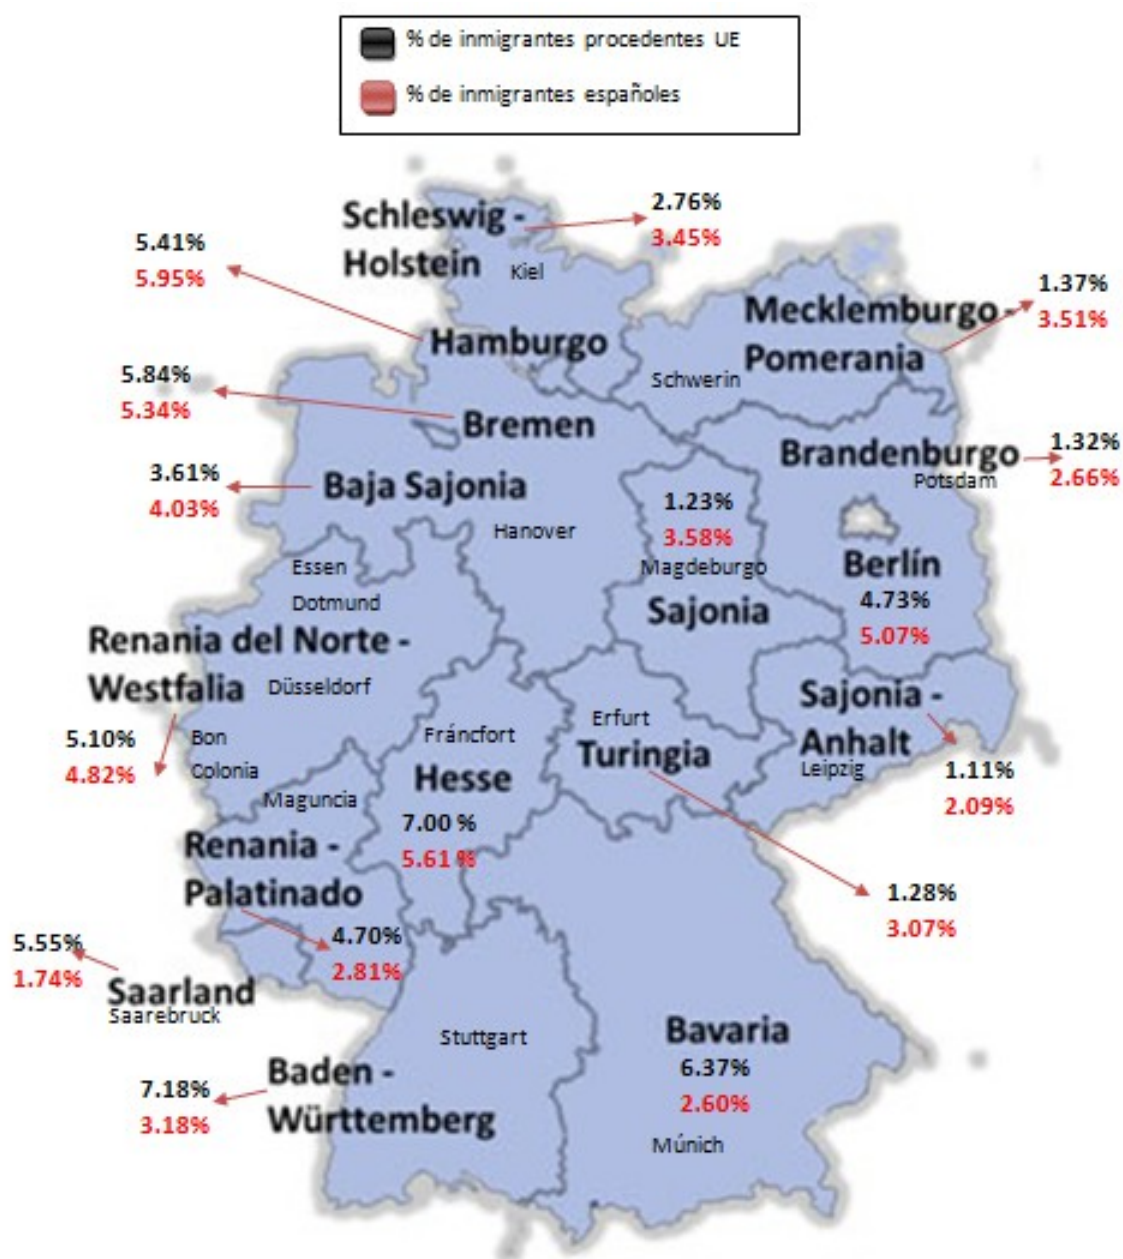 % de inmigrantes procedentes UE
% de inmigrantes españoles
Schleswig -
Holstein
Kiel
2.76%
3.45%
5.41%
5.95%
Hamburgo
Mecklemburgo -
Pomerania
Schwerin
1.37%
3.51%
5.84%
5.34%
Bremen
Brandenburgo
Potsdam
1.32%
2.66%
3.61%
4.03%
Baja Sajonia
Hanover
1.23%
3.58%
Magdeburgo
Sajonia
Berlín
4.73%
5.07%
Essen
Dotmund
Renania del Norte -
Westfalia
Düsseldorf
Bon
Colonia
5.10%
4.82%
Fráncfort
Hesse
7.00 %
5.61 %
Erfurt
Turingia
1.28%
3.07%
Sajonia -
Anhalt
Leipzig
1.11%
2.09%
Maguncia
Renania -
Palatinado
4.70%
2.81%
5.55%
1.74%
Saarland
Saarebruck
Stuttgart
Baden -
Württemberg
7.18%
3.18%
Bavaria
6.37%
2.60%
Múnich